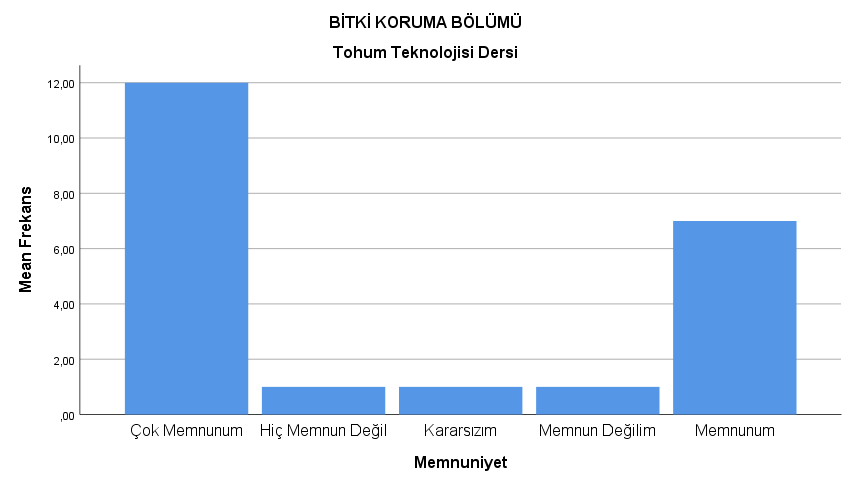 BİTKİ KORUMA BÖLÜMÜ
Tohum Teknolojisi Dersi
Mean Frekans
12,00
10,00
8,00
6,00
4,00
2,00
,00
Çok Memnunum
Hiç Memnun Değil
Kararsızım
Memnun Değilim
Memnunum
Memnuniyet